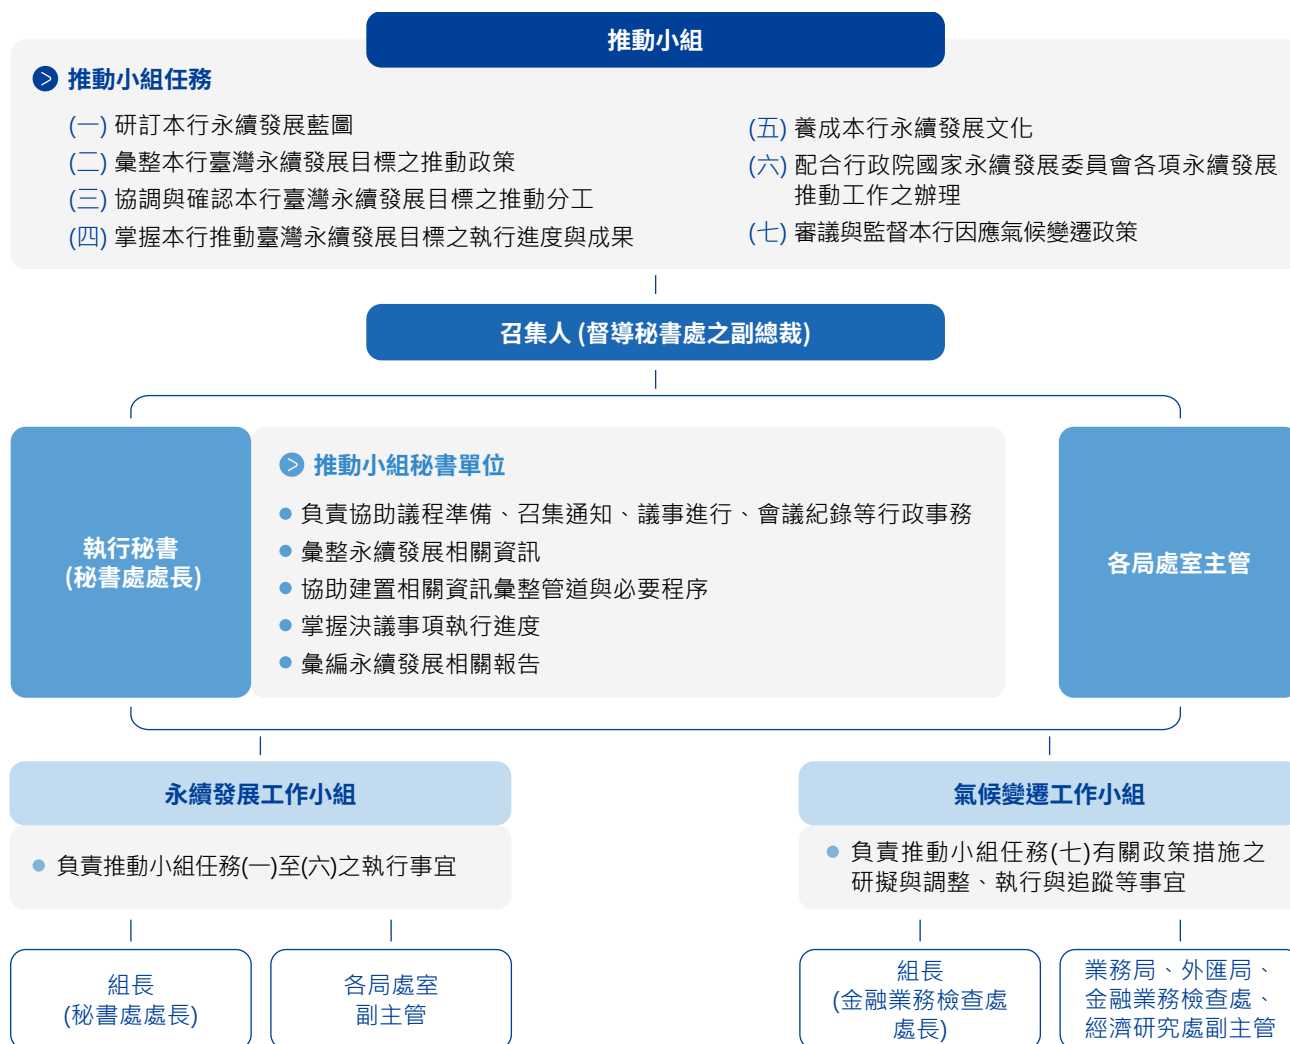 推動小組
推動小組任務
(一) 研訂本行永續發展藍圖
(二) 彙整本行臺灣永續發展目標之推動政策
(三) 協調與確認本行臺灣永續發展目標之推動分工
(四) 掌握本行推動臺灣永續發展目標之執行進度與成果
(五) 養成本行永續發展文化
(六) 配合行政院國家永續發展委員會各項永續發展
推動工作之辦理
(七) 審議與監督本行因應氣候變遷政策
召集人 (督導秘書處之副總裁)
執行秘書
(秘書處處長)
推動小組秘書單位
負責協助議程準備、召集通知、議事進行、會議紀錄等行政事務
彙整永續發展相關資訊
協助建置相關資訊彙整管道與必要程序
掌握決議事項執行進度
彙編永續發展相關報告
各局處室主管
永續發展工作小組
負責推動小組任務(一)至(六)之執行事宜
組長
(秘書處處長)
各局處室
副主管
氣候變遷工作小組
負責推動小組任務(七)有關政策措施之
研擬與調整、執行與追蹤等事宜
組長
(金融業務檢查處
處長)
業務局、外匯局、
金融業務檢查處、
經濟研究處副主管